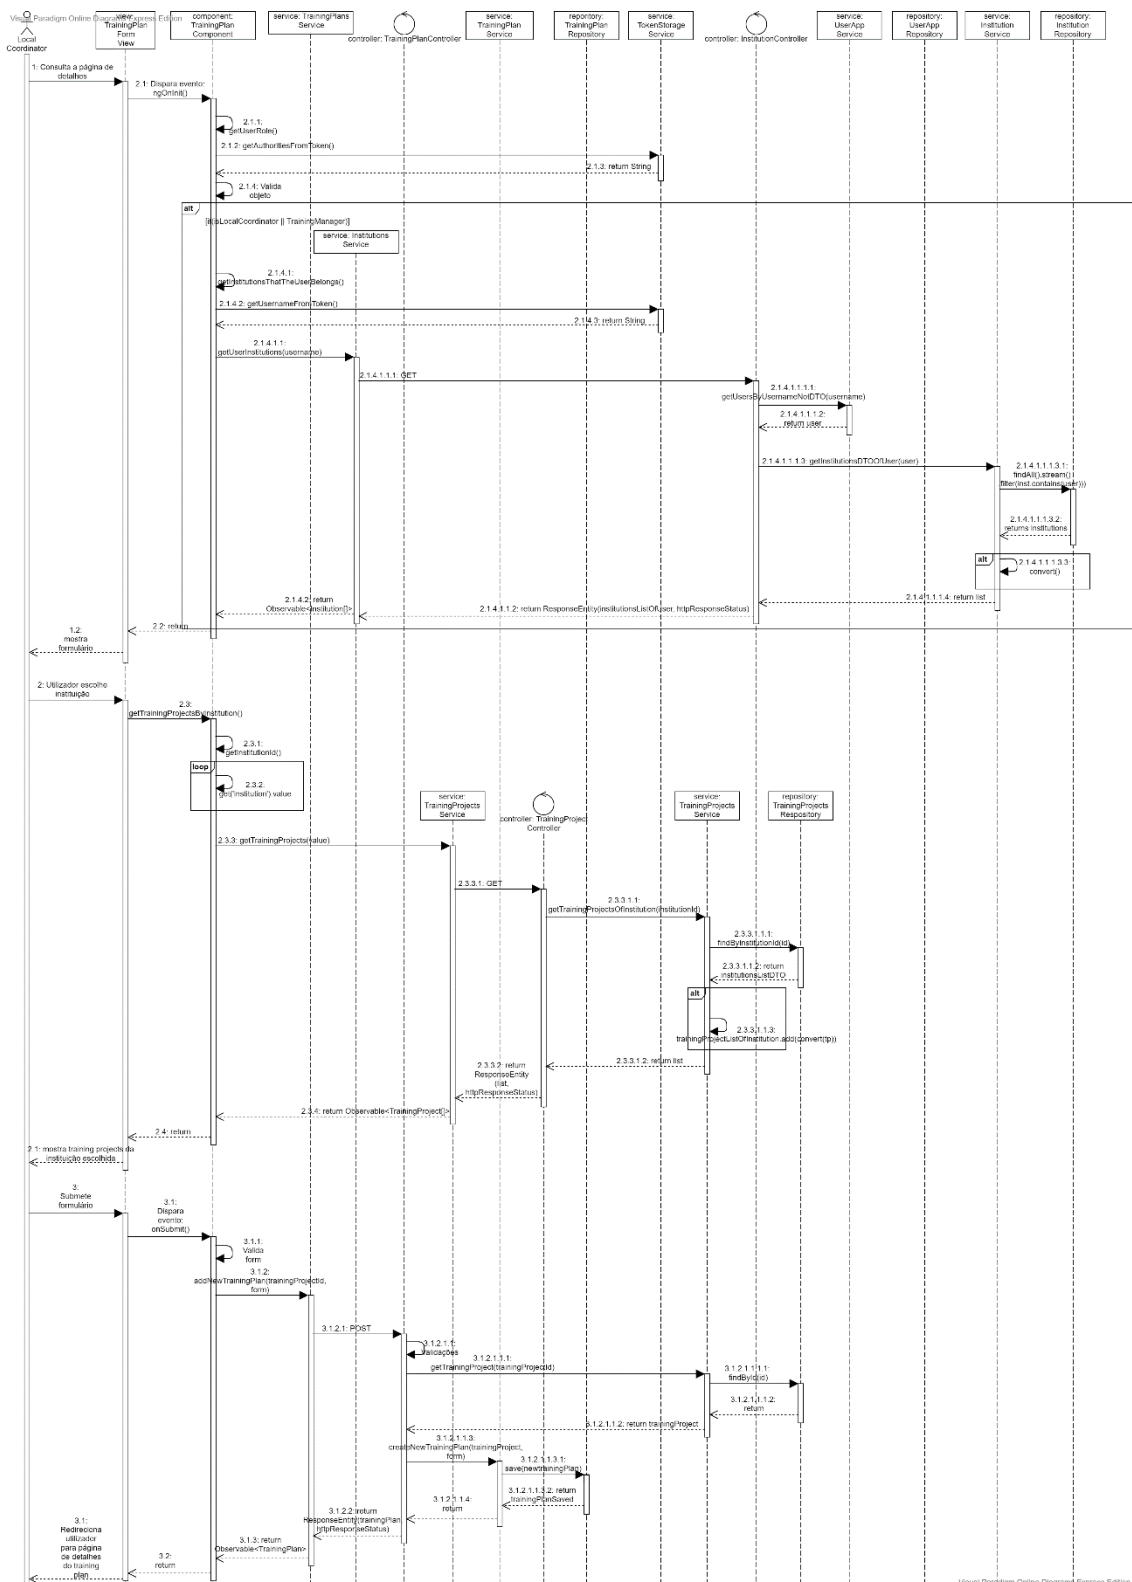 Visual Paradigm Online Diagrams Express Edition
Local
Coordinator
view:
TrainingPlan
Form
View
component:
TrainingPlan
Component
service: TrainingPlans
Service
controller: TrainingPlanController
service:
TrainingPlan
Service
reporitory:
TrainingPlan
Repository
service:
TokenStorage
Service
controller: InstitutionController
service:
UserApp
Service
repository:
UserApp
Repository
service:
Institution
Service
repository:
Institution
Repository
1: Consulta a página de
detalhes
2.1: Dispara evento:
ngOnInit()
2.1.1:
getUserRole()
2.1.2: getAuthoritiesFromToken()
2.1.3: return String
2.1.4: Valida
objeto
alt
[if(isLocalCoordinator || TrainingManager)]
service: Institutions
Service
2.1.4.1:
getInstitutionsThatTheUserBelongs()
2.1.4.2: getUsernameFromToken()
2.1.4.3: return String
2.1.4.1.1:
getUserInstitutions(username)
2.1.4.1.1.1: GET
2.1.4.1.1.1.1:
getUsersByUsernameNotDTO(username)
2.1.4.1.1.1.2:
return user
2.1.4.1.1.1.3: getInstitutionsDTOOfUser(user)
2.1.4.1.1.1.3.1:
findAll().stream()
filter(inst.contains(user)))
2.1.4.1.1.1.3.2:
returns Institutions
alt
2.1.4.1.1.1.3.3:
convert()
2.1.4.1.1.1.4: return list
2.1.4.1.1.2: return ResponseEntity(institutionsListOfuser, httpResponseStatus)
2.1.4.2: return
Observable<Institution[]>
2.2: return
1.2:
mostra
formulário
2: Utilizador escolhe
instituição
2.3:
getTrainingProjectsByInstitution()
2.3.1:
getInstitutionId()
loop
2.3.2:
get('institution').value
service:
TrainingProjects
Service
controller: TrainingProject
Controller
service:
TrainingProjects
Service
repository:
TrainingProjects
Respository
2.3.3: getTrainingProjects(value)
2.3.3.1: GET
2.3.3.1.1:
getTrainingProjectsOfInstitution(institutionId)
2.3.3.1.1.1:
findByInstitutionId(id)
2.3.3.1.1.2: return
institutionsListDTO
alt
2.3.3.1.1.3:
trainingProjectListOfInstitution.add(convert(tp))
2.3.3.1.2: return list
2.3.3.2: return
ResponseEntity
(list,
httpResponseStatus)
2.3.4: return Observable<TrainingProject[]>
2.4: return
2.1: mostra training projects da
instituição escolhida
3:
Submete
formulário
3.1:
Dispara
evento:
onSubmit()
3.1.1:
Valida
form
3.1.2:
addNewTrainingPlan(trainingProjectId,
form)
3.1.2.1: POST
3.1.2.1.1:
Validações
3.1.2.1.1.1:
getTrainingProject(trainingProjectId)
3.1.2.1.1.1.1:
findById(id)
3.1.2.1.1.1.2:
return
3.1.2.1.1.2: return trainingProject
3.1.2.1.1.3:
createNewTrainingPlan(trainingProject,
form)
3.1.2.1.1.3.1:
save(newtrainingPlan)
3.1.2.1.1.3.2: return
trainingPlanSaved
3.1.2.1.1.4:
return
3.1.2.2: return
ResponseEntity(trainingPlan,
httpResponseStatus)
3.1.3: return
Observable<TrainingPlan>
3.2:
return
3.1:
Redireciona
utilizador
para página
de detalhes
do training
plan
Visual Paradigm Online Diagrams Express Edition